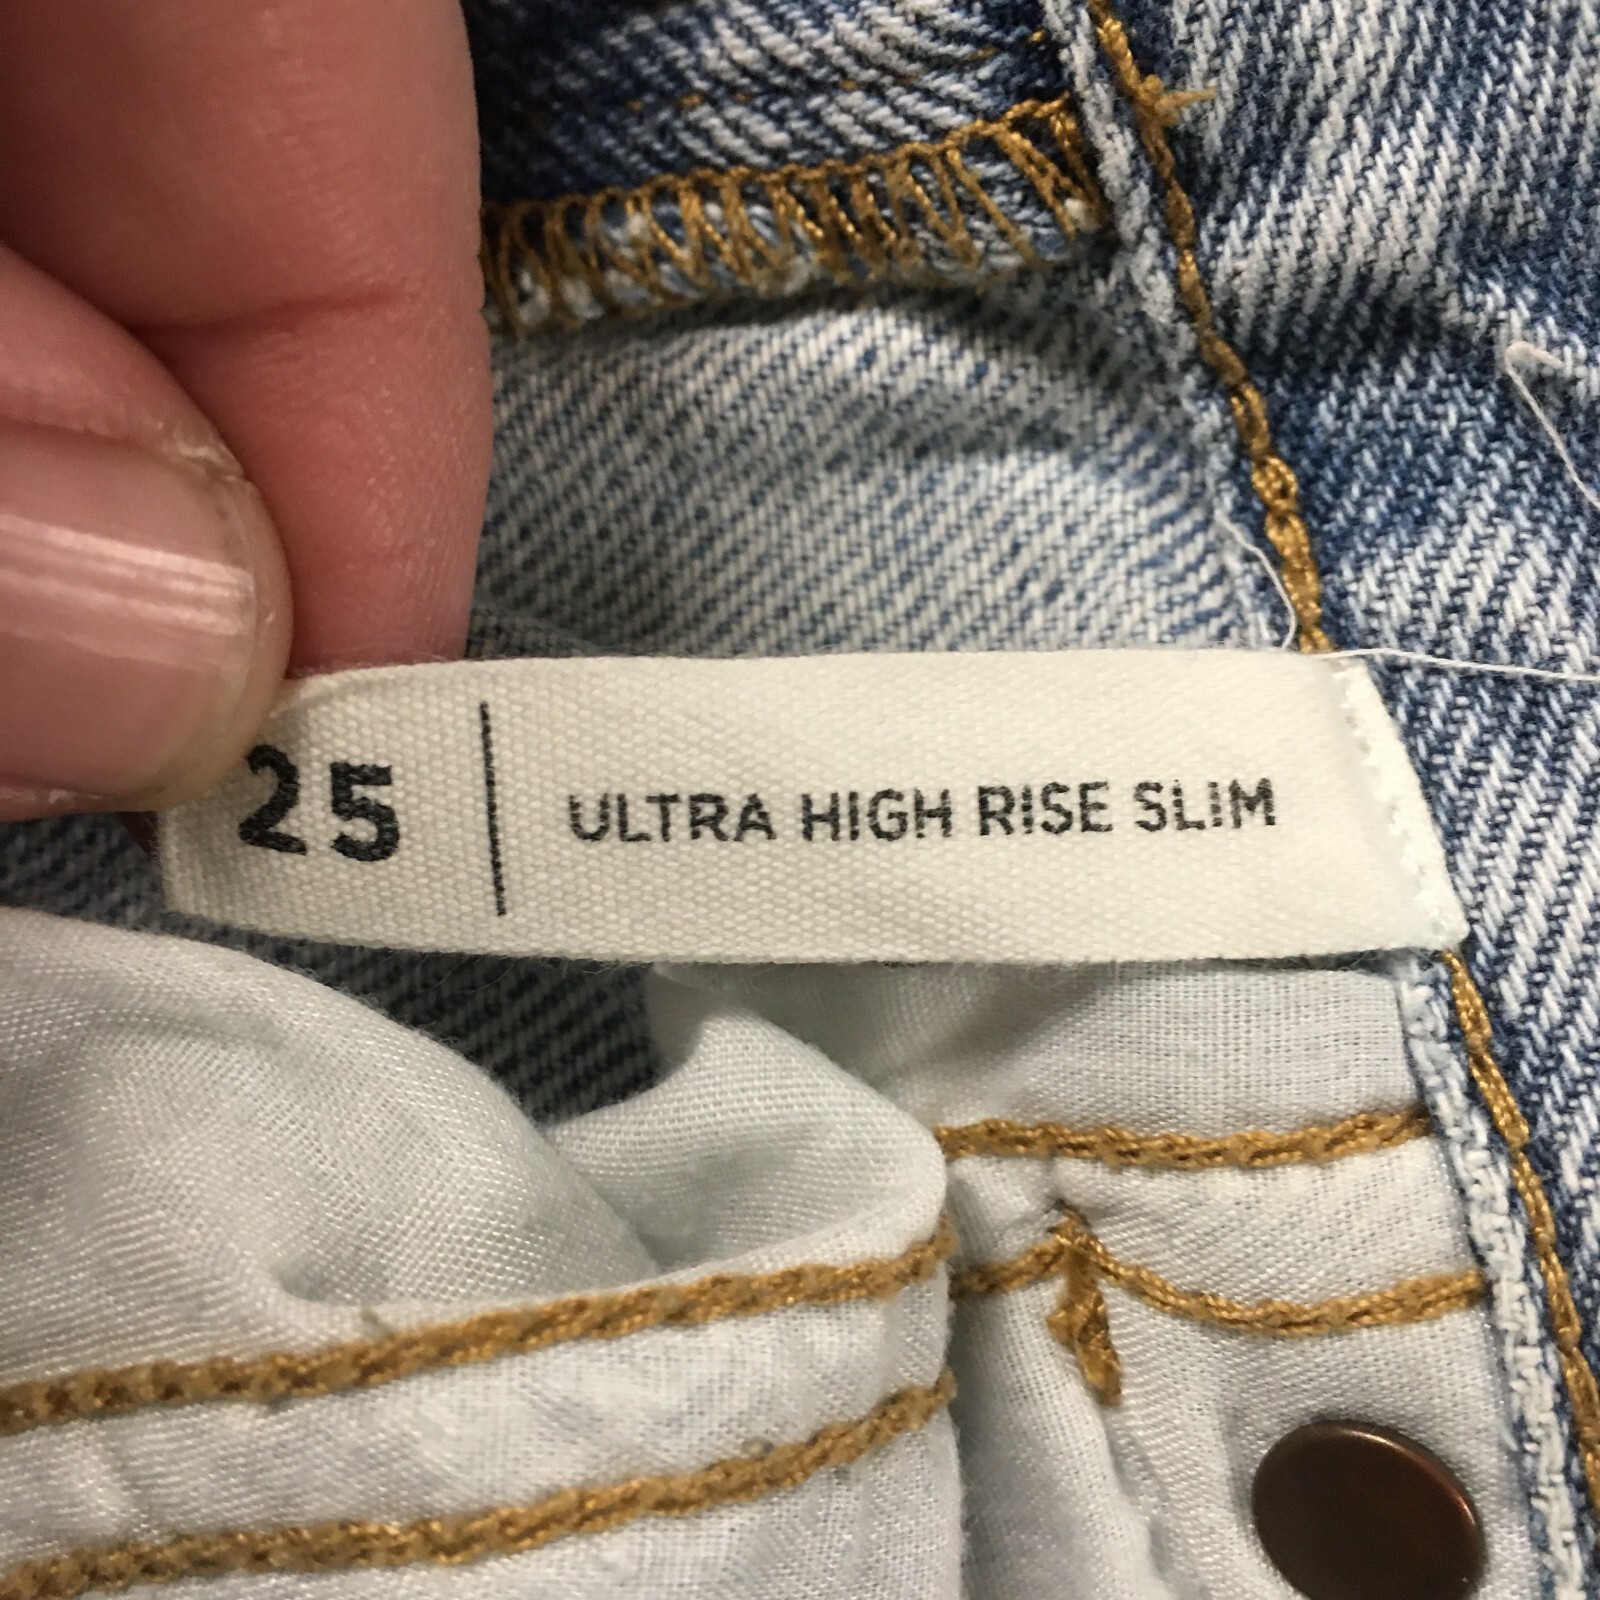 25 | ULTRA HIGH RISE SLIM